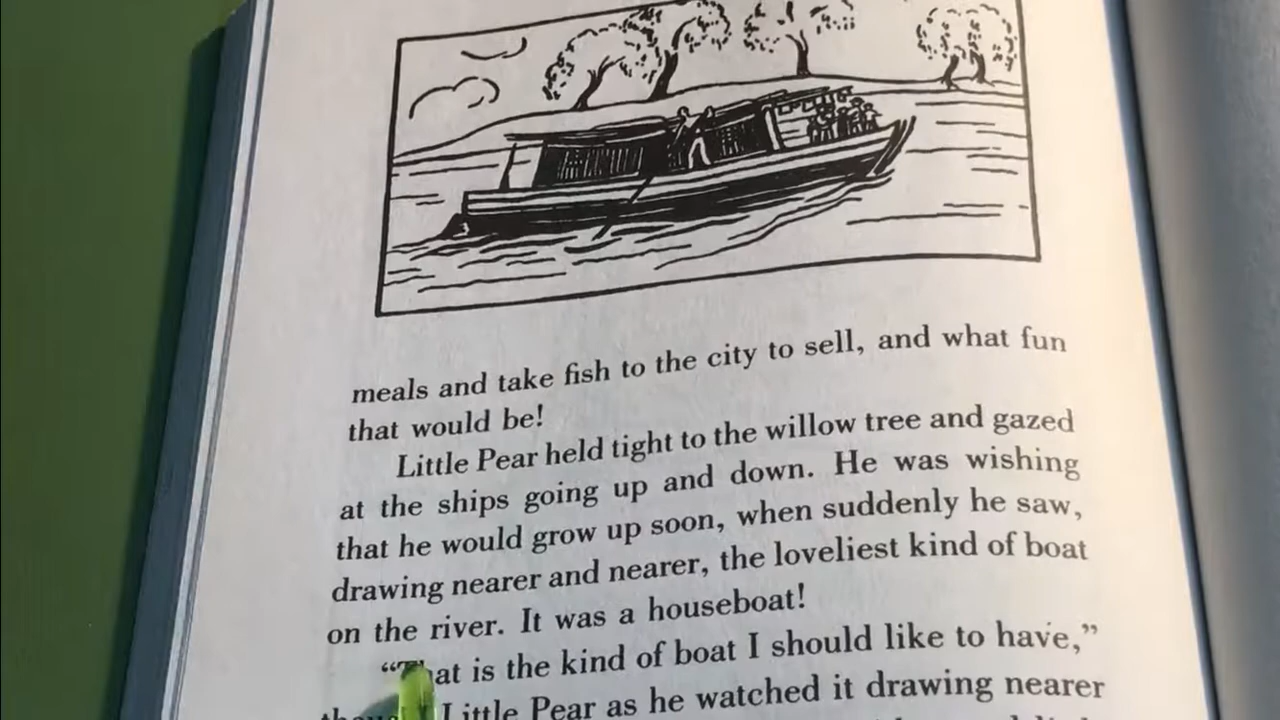 meals and take fish to the city to sell, and what fun
that would be!
Little Pear held tight to the willow tree and gazed
at the ships going up and down. He was wishing
that he would grow up soon, when suddenly he saw,
drawing nearer and nearer, the loveliest kind of boat
on the river. It was a houseboat!
“That is the kind of boat I should like to have,”
Little Pear as he watched it drawing nearer